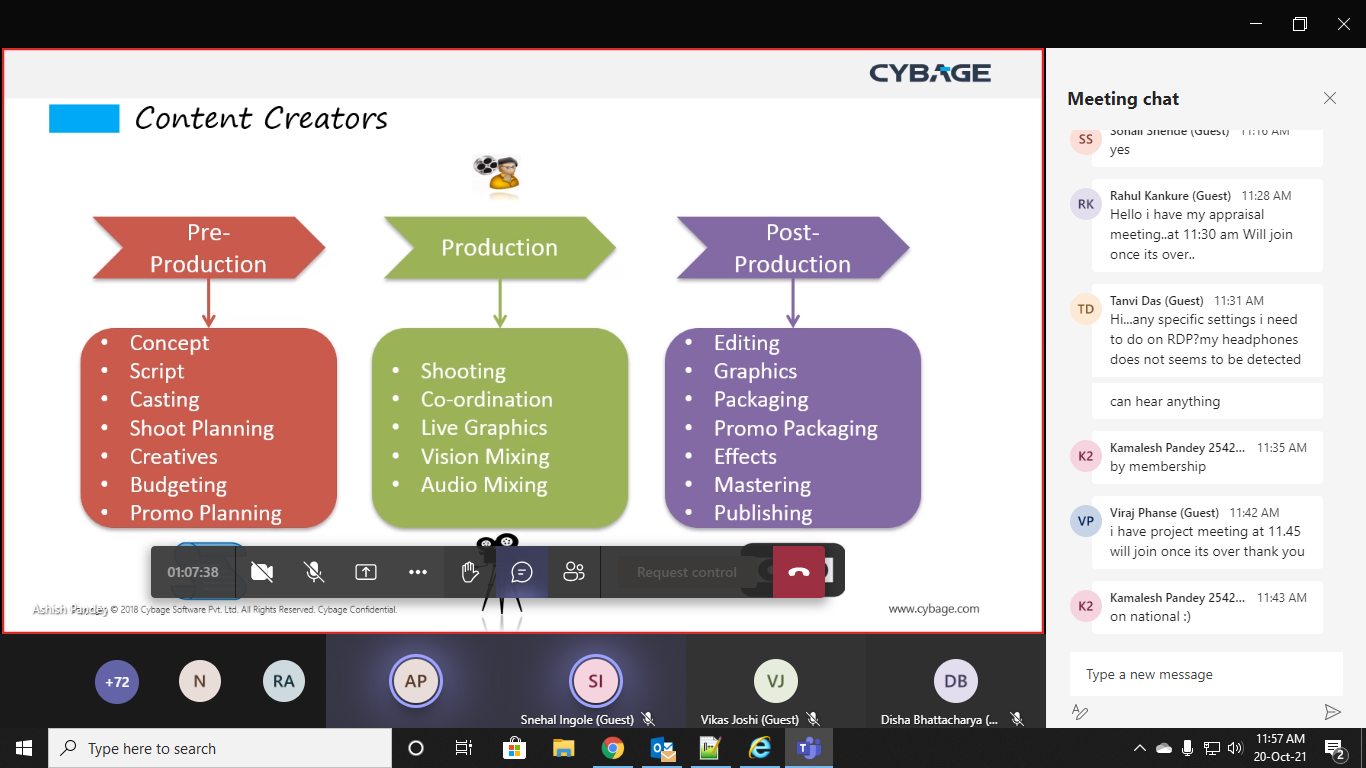 CYBAGE
Content Creators
Pre-
Production
Production
Post-
Production
• Concept
• Script
• Casting
• Shoot Planning
• Creatives
• Budgeting
• Promo Planning
• Shooting
• Co-ordination
• Live Graphics
• Vision Mixing
• Audio Mixing
• Editing
• Graphics
• Packaging
• Promo Packaging
• Effects
• Mastering
• Publishing
01:07:38
Request control
Ashish Pandey
© 2018 Cybage Software Pvt. Ltd. All Rights Reserved. Cybage Confidential.
www.cybage.com
+72
N
RA
AP
SI
Snehal Ingole (Guest)
VJ
Vikas Joshi (Guest)
DB
Disha Bhattacharya (...
Meeting chat
SS
Sonali Shende (Guest) 11:16 AM
yes
RK
Rahul Kankure (Guest) 11:28 AM
Hello i have my appraisal
meeting..at 11:30 am Will join
once its over..
TD
Tanvi Das (Guest) 11:31 AM
Hi...any specific settings i need
to do on RDP?my headphones
does not seems to be detected
can hear anything
K2
Kamalesh Pandey 2542... 11:35 AM
by membership
VP
Viraj Phanse (Guest) 11:42 AM
i have project meeting at 11.45
will join once its over thank you
K2
Kamalesh Pandey 2542... 11:43 AM
on national :)
Type a new message
Type here to search
11:57 AM
20-Oct-21
2